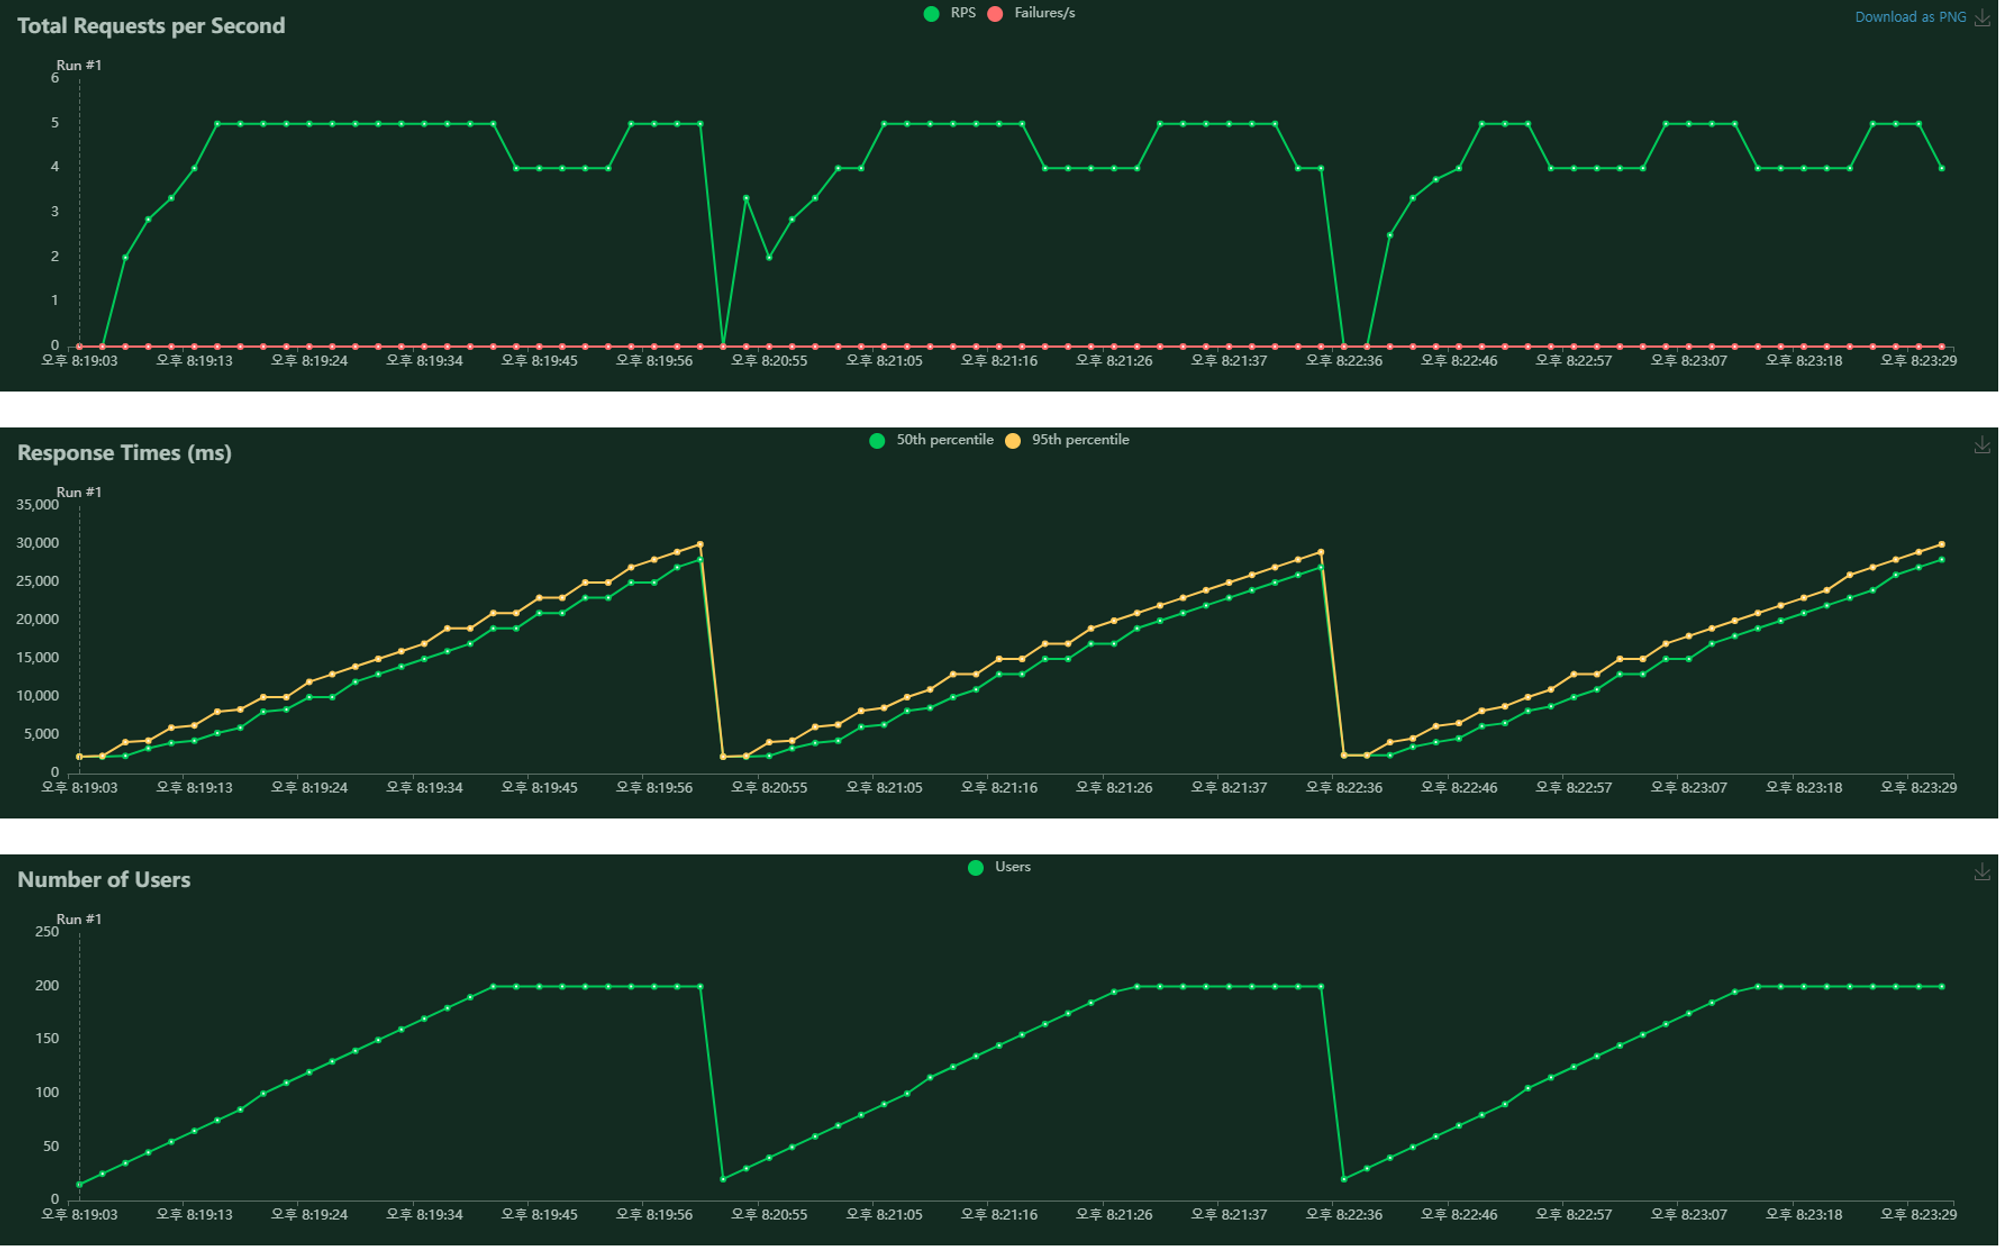 Total Requests per Second
RPS Failures/s
Download as PNG
Run #1
6
5
4
3
2
1
0
오후 8:19:03 오후 8:19:13 오후 8:19:24 오후 8:19:34 오후 8:19:45 오후 8:19:56 오후 8:20:55 오후 8:21:05 오후 8:21:16 오후 8:21:26 오후 8:21:37 오후 8:22:36 오후 8:22:46 오후 8:22:57 오후 8:23:07 오후 8:23:18 오후 8:23:29
Response Times (ms)
50th percentile 95th percentile
Run #1
35,000
30,000
25,000
20,000
15,000
10,000
5,000
0
오후 8:19:03 오후 8:19:13 오후 8:19:24 오후 8:19:34 오후 8:19:45 오후 8:19:56 오후 8:20:55 오후 8:21:05 오후 8:21:16 오후 8:21:26 오후 8:21:37 오후 8:22:36 오후 8:22:46 오후 8:22:57 오후 8:23:07 오후 8:23:18 오후 8:23:29
Number of Users
Users
Run #1
250
200
150
100
50
0
오후 8:19:03 오후 8:19:13 오후 8:19:24 오후 8:19:34 오후 8:19:45 오후 8:19:56 오후 8:20:55 오후 8:21:05 오후 8:21:16 오후 8:21:26 오후 8:21:37 오후 8:22:36 오후 8:22:46 오후 8:22:57 오후 8:23:07 오후 8:23:18 오후 8:23:29